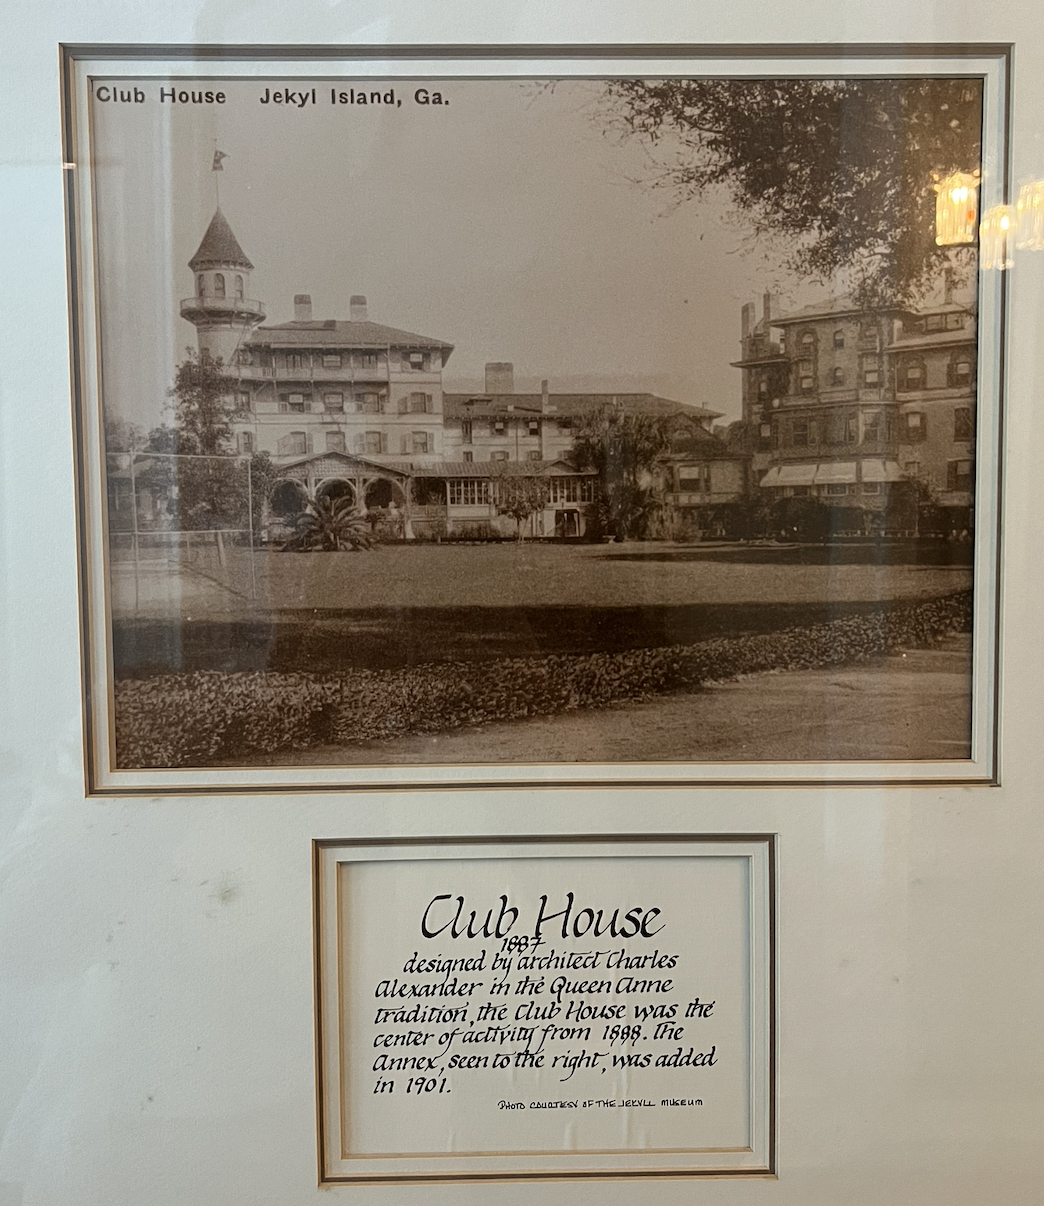 Club House Jekyl Island, Ga.
Club House
1887
designed by architect Charles
Alexander in the Queen Anne
tradition, the Club House was the
center of activity from 1888. The
Annex, seen to the right, was added
in 1901.
PHOTO COURTESY OF THE JEKYLL MUSEUM